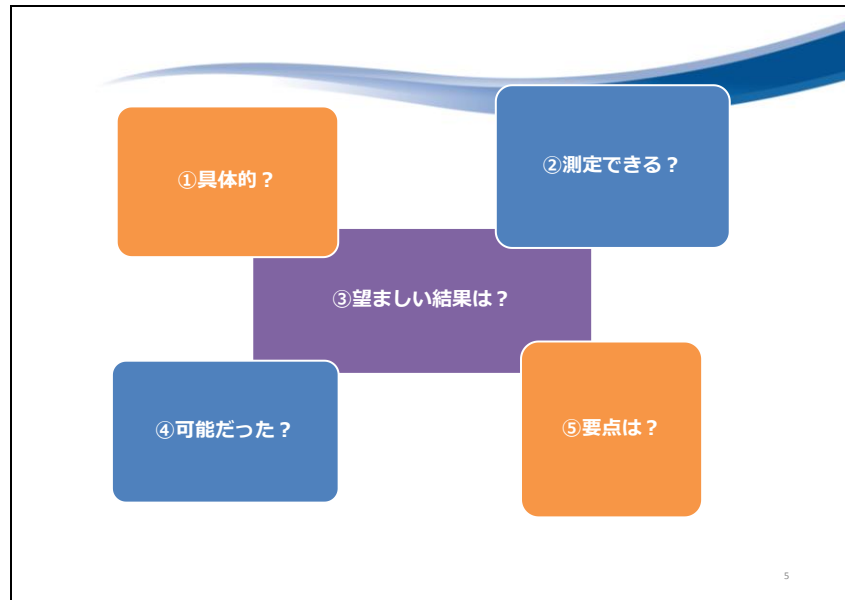 ①具体的？
②測定できる？
③望ましい結果は？
④可能だった？
⑤要点は？
5